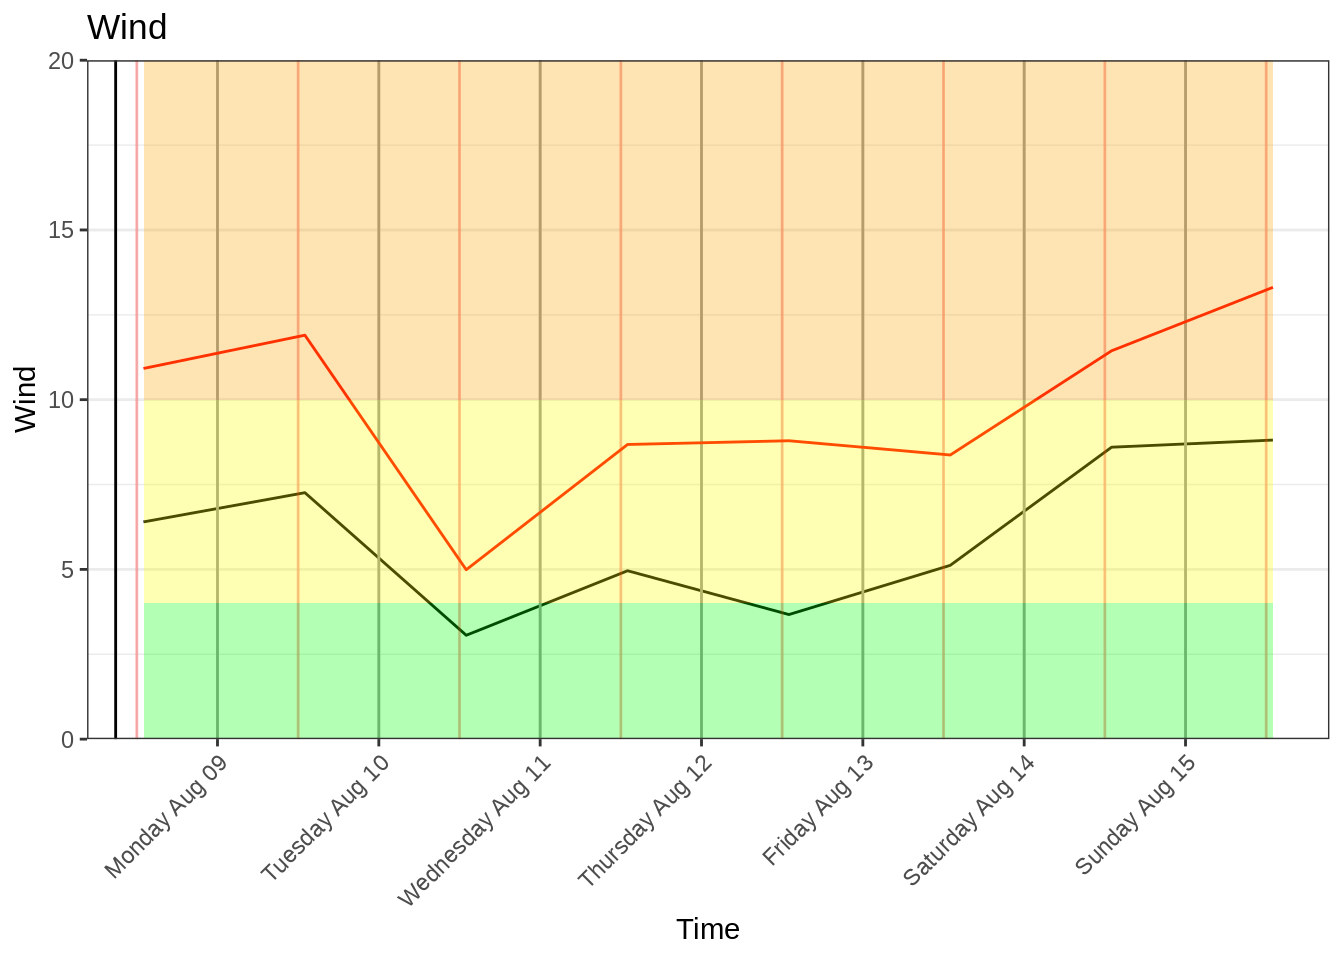 Wind
20
15
10
5
0
Wind
Monday Aug 09
Tuesday Aug 10
Wednesday Aug 11
Thursday Aug 12
Friday Aug 13
Saturday Aug 14
Sunday Aug 15
Time